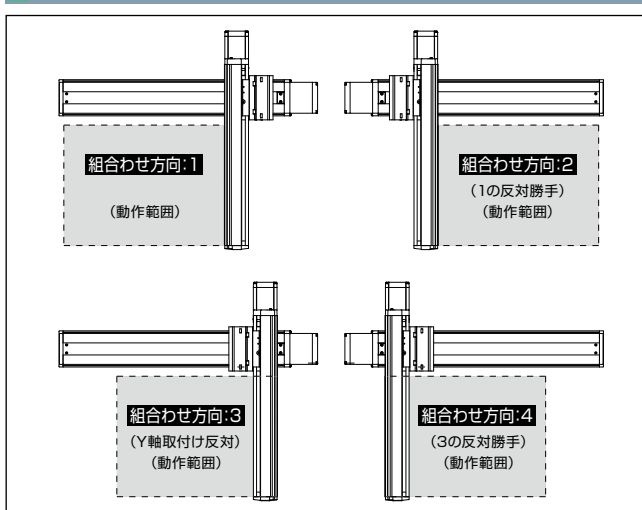 組合わせ方向:1
(動作範囲)
組合わせ方向:2
(1の反対勝手)
(動作範囲)
組合わせ方向:3
(Y軸取付け反対)
(動作範囲)
組合わせ方向:4
(3の反対勝手)
(動作範囲)